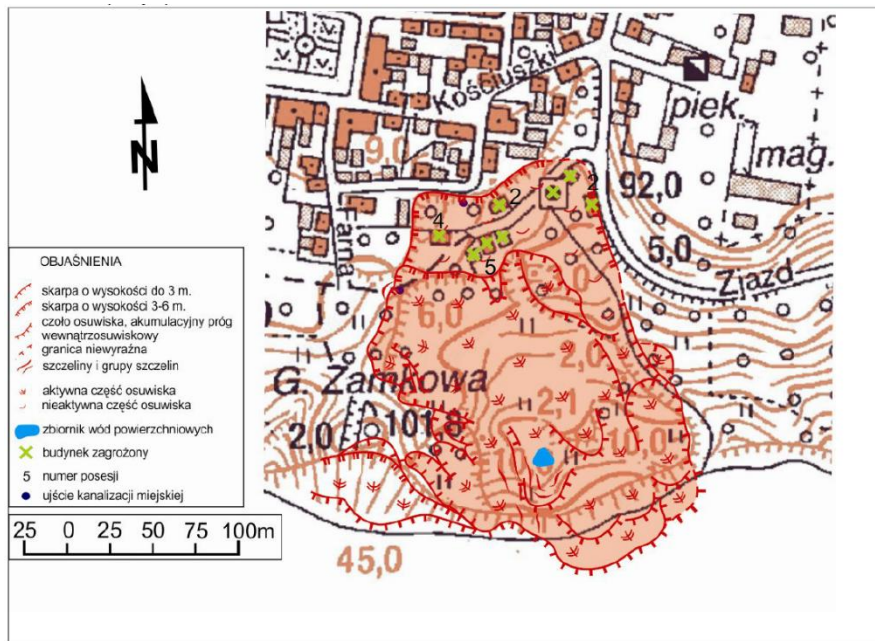 Kościuszki
piek.
mag.
9,0
N
Farna
2
2
92,0
4
5
5,0
Zjazd
6,0
,0
2,0
G. Zamkowa
2,1
101,8
2,0
10,0
45,0
OBJAŚNIENIA
skarpa o wysokości do 3 m.
skarpa o wysokości 3-6 m.
czoło osuwiska, akumulacyjny próg
wewnątrzosuwiskowy
granica niewyraźna
szczeliny i grupy szczelin
aktywna część osuwiska
nieaktywna część osuwiska
zbiornik wód powierzchniowych
budynek zagrożony
5 numer posesji
ujście kanalizacji miejskiej
25 0 25 50 75 100m